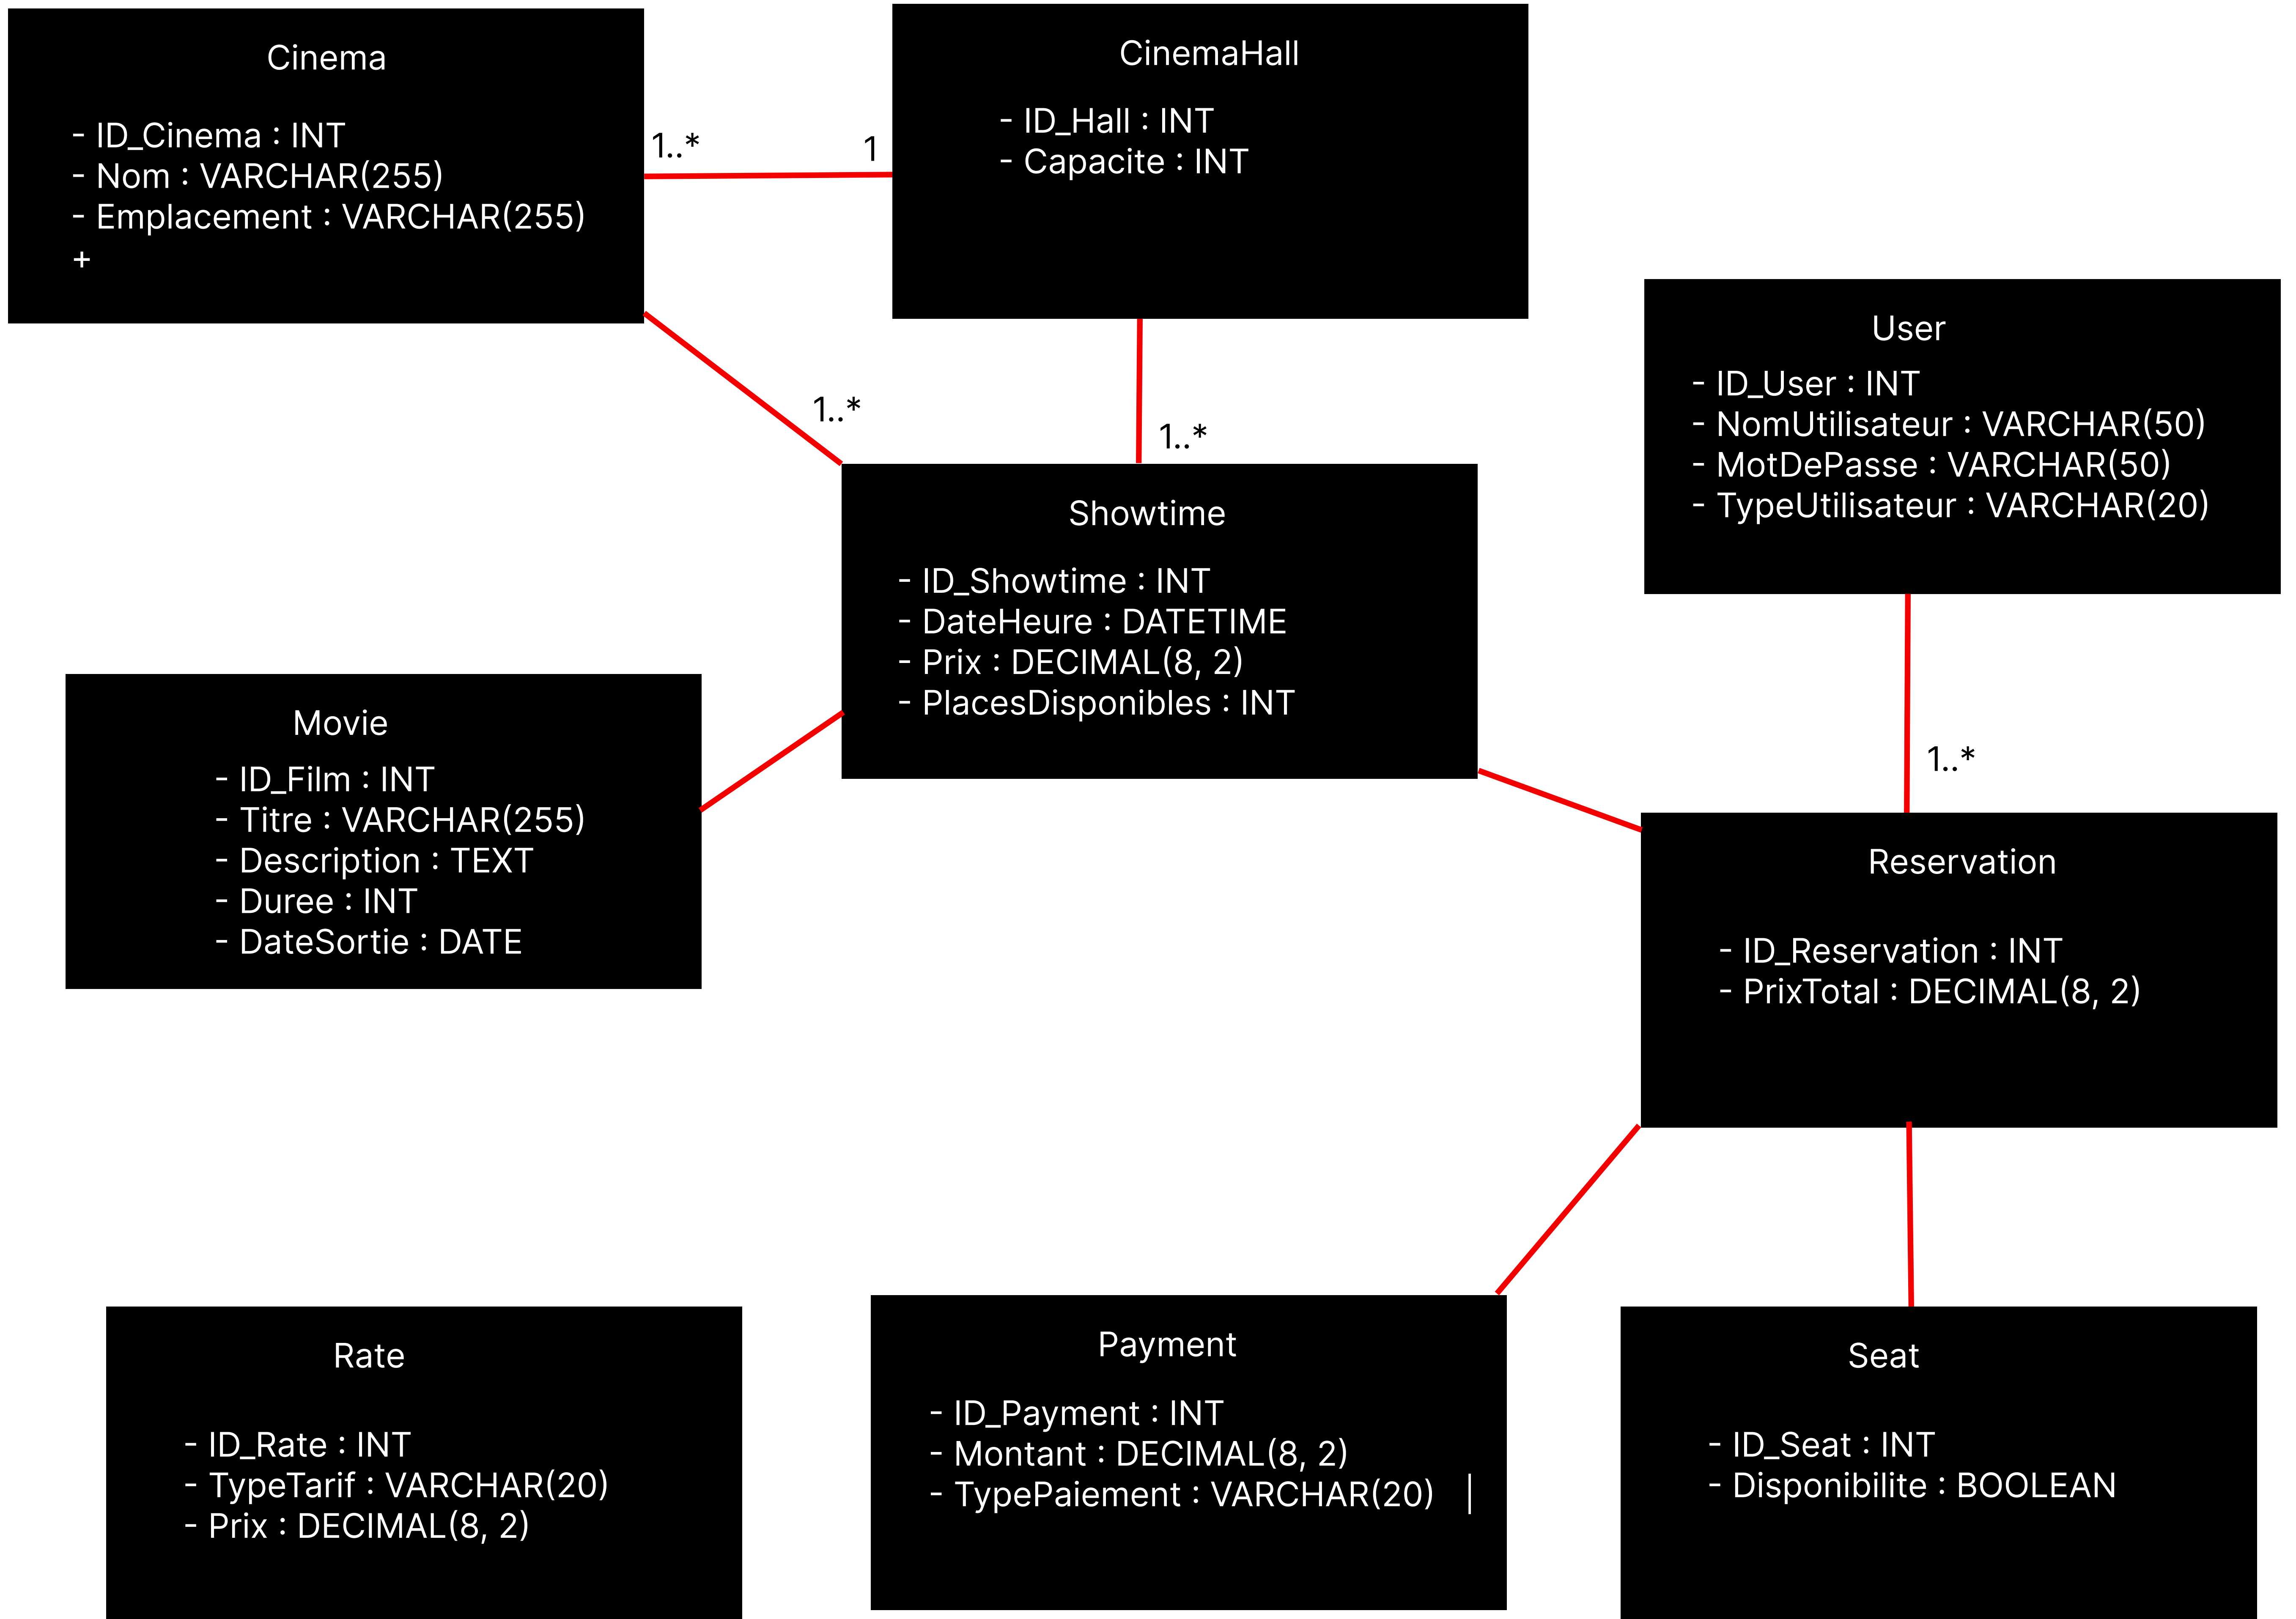 Cinema
- ID_Cinema : INT
- Nom : VARCHAR(255)
- Emplacement : VARCHAR(255)
+
1..*
1
CinemaHall
- ID_Hall : INT
- Capacite : INT
1..*
1..*
User
- ID_User : INT
- NomUtilisateur : VARCHAR(50)
- MotDePasse : VARCHAR(50)
- TypeUtilisateur : VARCHAR(20)
Showtime
- ID_Showtime : INT
- DateHeure : DATETIME
- Prix : DECIMAL(8, 2)
- PlacesDisponibles : INT
Movie
- ID_Film : INT
- Titre : VARCHAR(255)
- Description : TEXT
- Duree : INT
- DateSortie : DATE
1..*
Reservation
- ID_Reservation : INT
- PrixTotal : DECIMAL(8, 2)
Rate
- ID_Rate : INT
- TypeTarif : VARCHAR(20)
- Prix : DECIMAL(8, 2)
Payment
- ID_Payment : INT
- Montant : DECIMAL(8, 2)
- TypePaiement : VARCHAR(20) |
Seat
- ID_Seat : INT
- Disponibilite : BOOLEAN